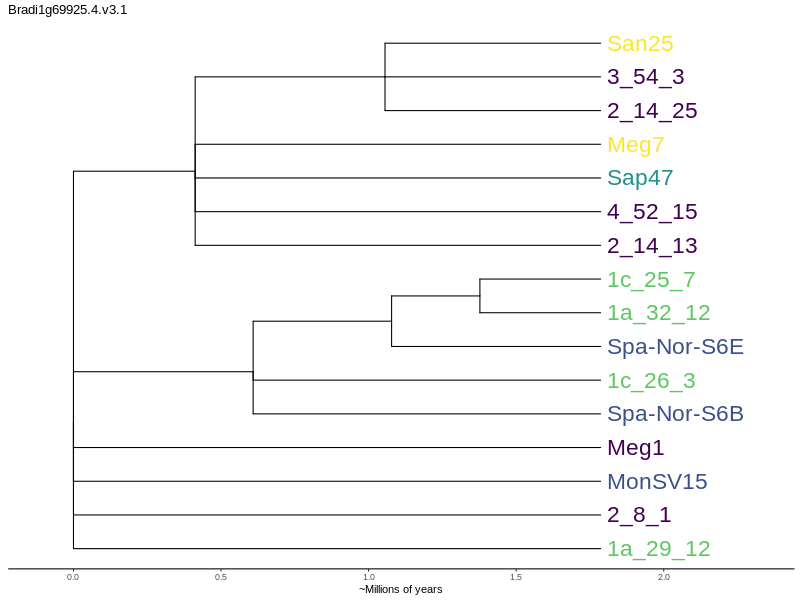 Bradi1g69925.4.v3.1
San25
3_54_3
2_14_25
Meg7
Sap47
4_52_15
2_14_13
1c_25_7
1a_32_12
Spa-Nor-S6E
1c_26_3
Spa-Nor-S6B
Meg1
MonSV15
2_8_1
1a_29_12
0.0 0.5 1.0 1.5 2.0
~Millions of years